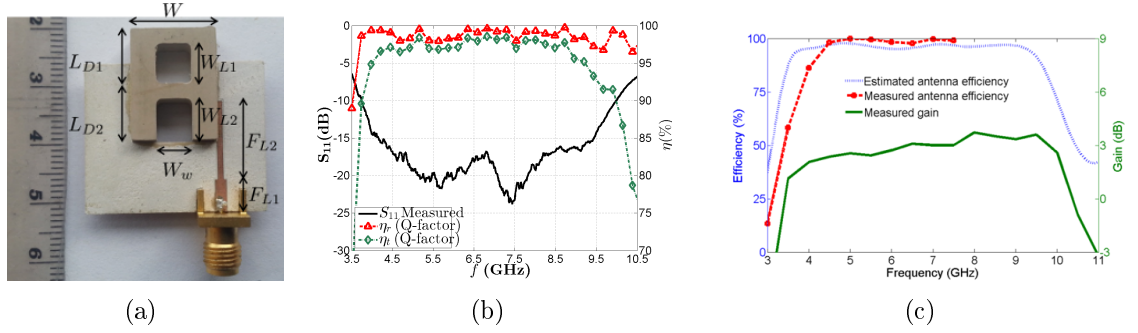 W
L_D1
W_L1
L_D2
W_L2
F_L2
W_w
F_L1
2
3
4
5
6
(a)
0
-5
-10
-15
-20
-25
-30
S_11(dB)
100
95
90
85
80
75
70
η(%)
S_11 Measured
η_r (Q-factor)
η_t (Q-factor)
3.5 4.5 5.5 6.5 7.5 8.5 9.5 10.5
f (GHz)
(b)
100
75
50
25
0
Efficiency (%)
Estimated antenna efficiency
Measured antenna efficiency
Measured gain
9
6
3
-0
-3
Gain (dB)
3 4 5 6 7 8 9 10 11
Frequency (GHz)
(c)